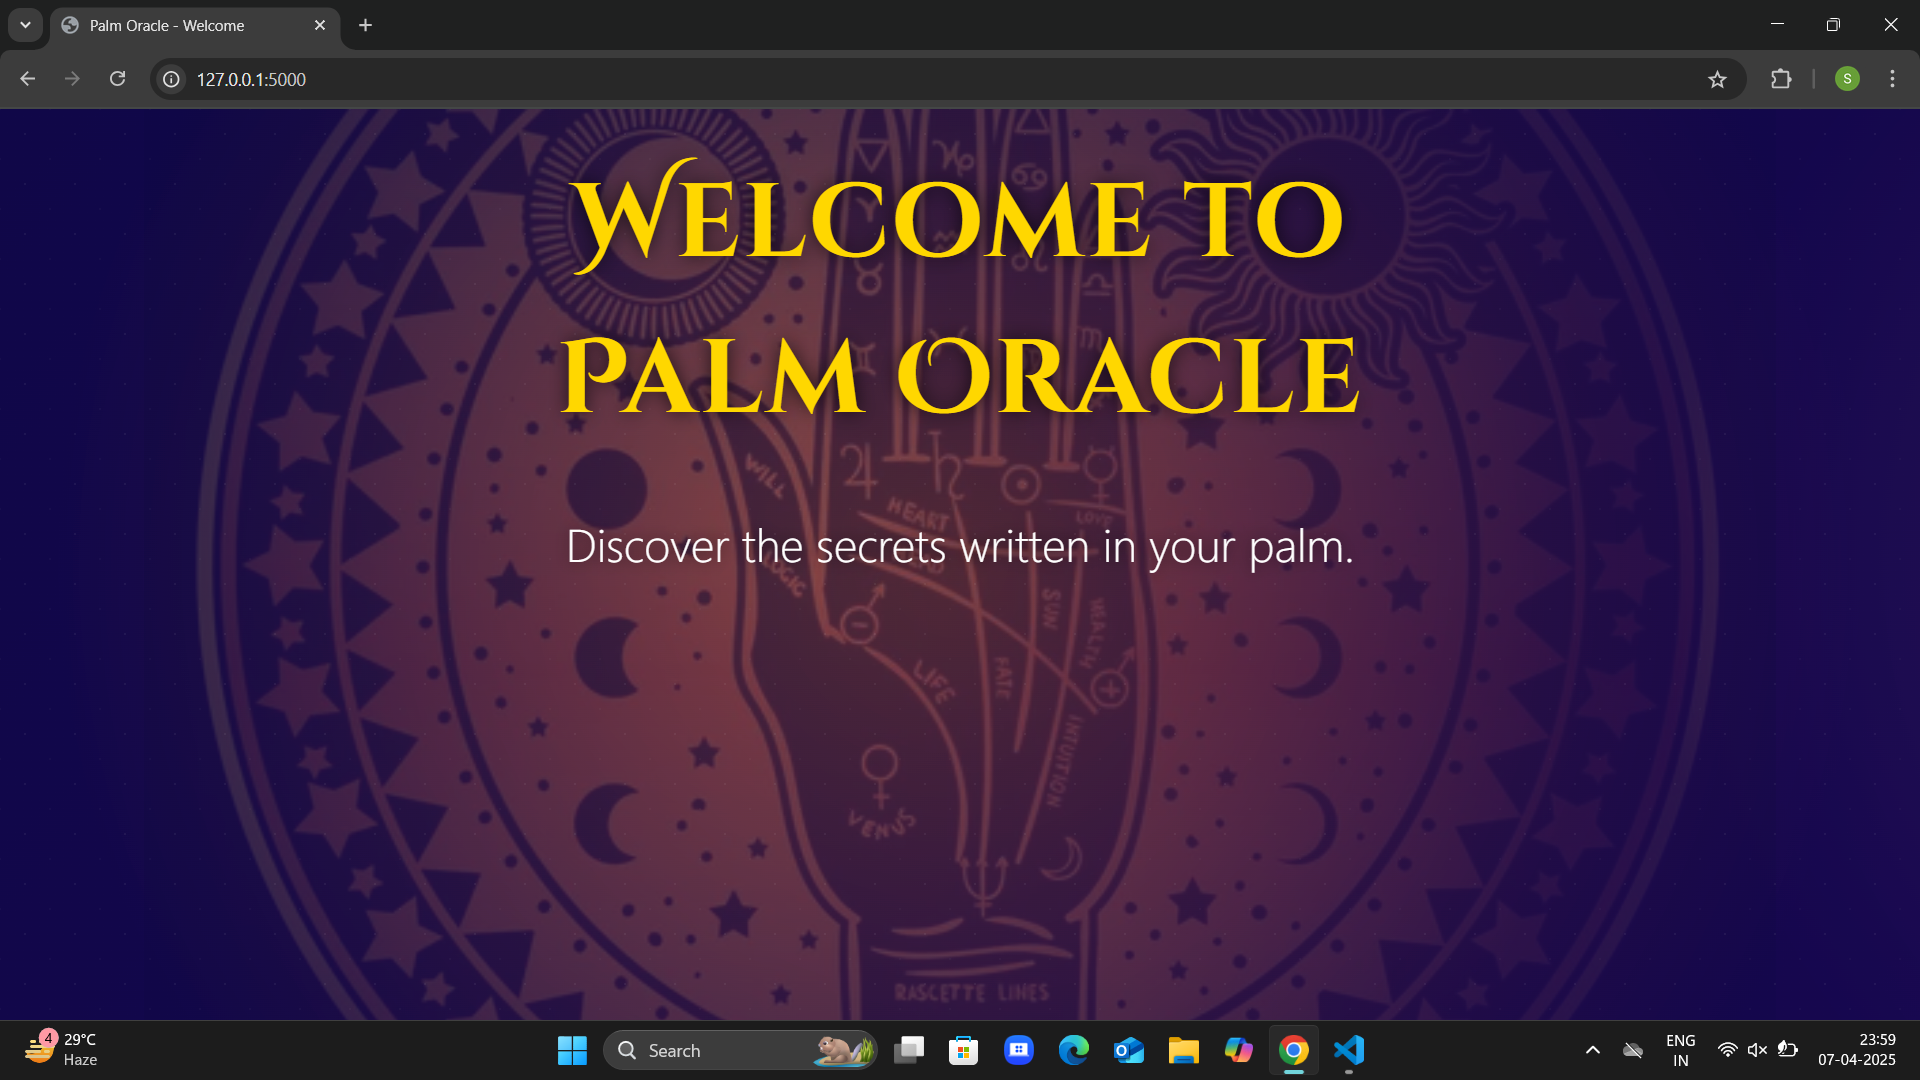 Palm Oracle - Welcome
127.0.0.1:5000
Welcome to
Palm Oracle
WILL
HEART
LOVE
Discover the secrets written in your palm.
LOGIC
SUN
HEALTH
LIFE
FATE
INTUITION
VENUS
RASCETTE LINES
4
29°C
Haze
Search
ENG
IN
23:59
07-04-2025
S